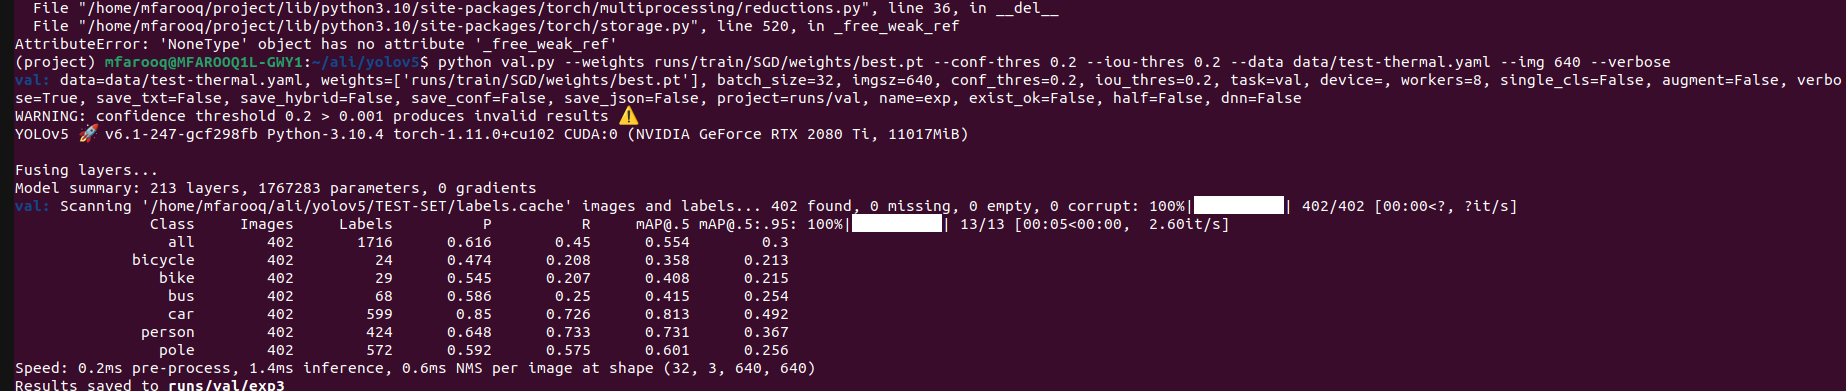 File "/home/mfarooq/project/lib/python3.10/site-packages/torch/multiprocessing/reductions.py", line 36, in __del__
File "/home/mfarooq/project/lib/python3.10/site-packages/torch/storage.py", line 520, in _free_weak_ref
AttributeError: 'NoneType' object has no attribute '_free_weak_ref'
(project) mfarooq@MFAROOQ1L-GWY1:~/ali/yolov5$ python val.py --weights runs/train/SGD/weights/best.pt --conf-thres 0.2 --iou-thres 0.2 --data data/test-thermal.yaml --img 640 --verbose
val: data=data/test-thermal.yaml, weights=['runs/train/SGD/weights/best.pt'], batch_size=32, imgsz=640, conf_thres=0.2, iou_thres=0.2, task=val, device=, workers=8, single_cls=False, augment=False, verbo
se=True, save_txt=False, save_hybrid=False, save_conf=False, save_json=False, project=runs/val, name=exp, exist_ok=False, half=False, dnn=False
WARNING: confidence threshold 0.2 > 0.001 produces invalid results ⚠️
YOLOv5 🚀 v6.1-247-gcf298fb Python-3.10.4 torch-1.11.0+cu102 CUDA:0 (NVIDIA GeForce RTX 2080 Ti, 11017MiB)
Fusing layers...
Model summary: 213 layers, 1767283 parameters, 0 gradients
val: Scanning '/home/mfarooq/ali/yolov5/TEST-SET/labels.cache' images and labels... 402 found, 0 missing, 0 empty, 0 corrupt: 100%|██████████| 402/402 [00:00<?, ?it/s]
Class Images Labels P R mAP@.5 mAP@.5:.95: 100%|██████████| 13/13 [00:05<00:00, 2.60it/s]
all 402 1716 0.616 0.45 0.554 0.3
bicycle 402 24 0.474 0.208 0.358 0.213
bike 402 29 0.545 0.207 0.408 0.215
bus 402 68 0.586 0.25 0.415 0.254
car 402 599 0.85 0.726 0.813 0.492
person 402 424 0.648 0.733 0.731 0.367
pole 402 572 0.592 0.575 0.601 0.256
Speed: 0.2ms pre-process, 1.4ms inference, 0.6ms NMS per image at shape (32, 3, 640, 640)
Results saved to runs/val/exp3